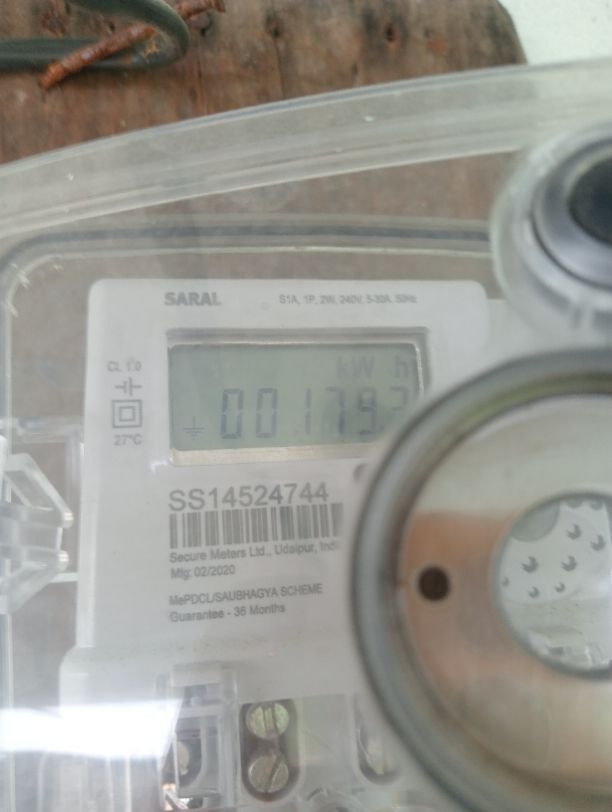 SARAL
S1A, 1P, 2W, 240V, 5-30A, 50Hz
CL 1.0
kW h
00179.
27°C
SS14524744
Secure Meters Ltd., Udaipur,
Mfg: 02/2020
MePDCL/SAUBHAGYA SCHEME
Guarantee - 36 Months